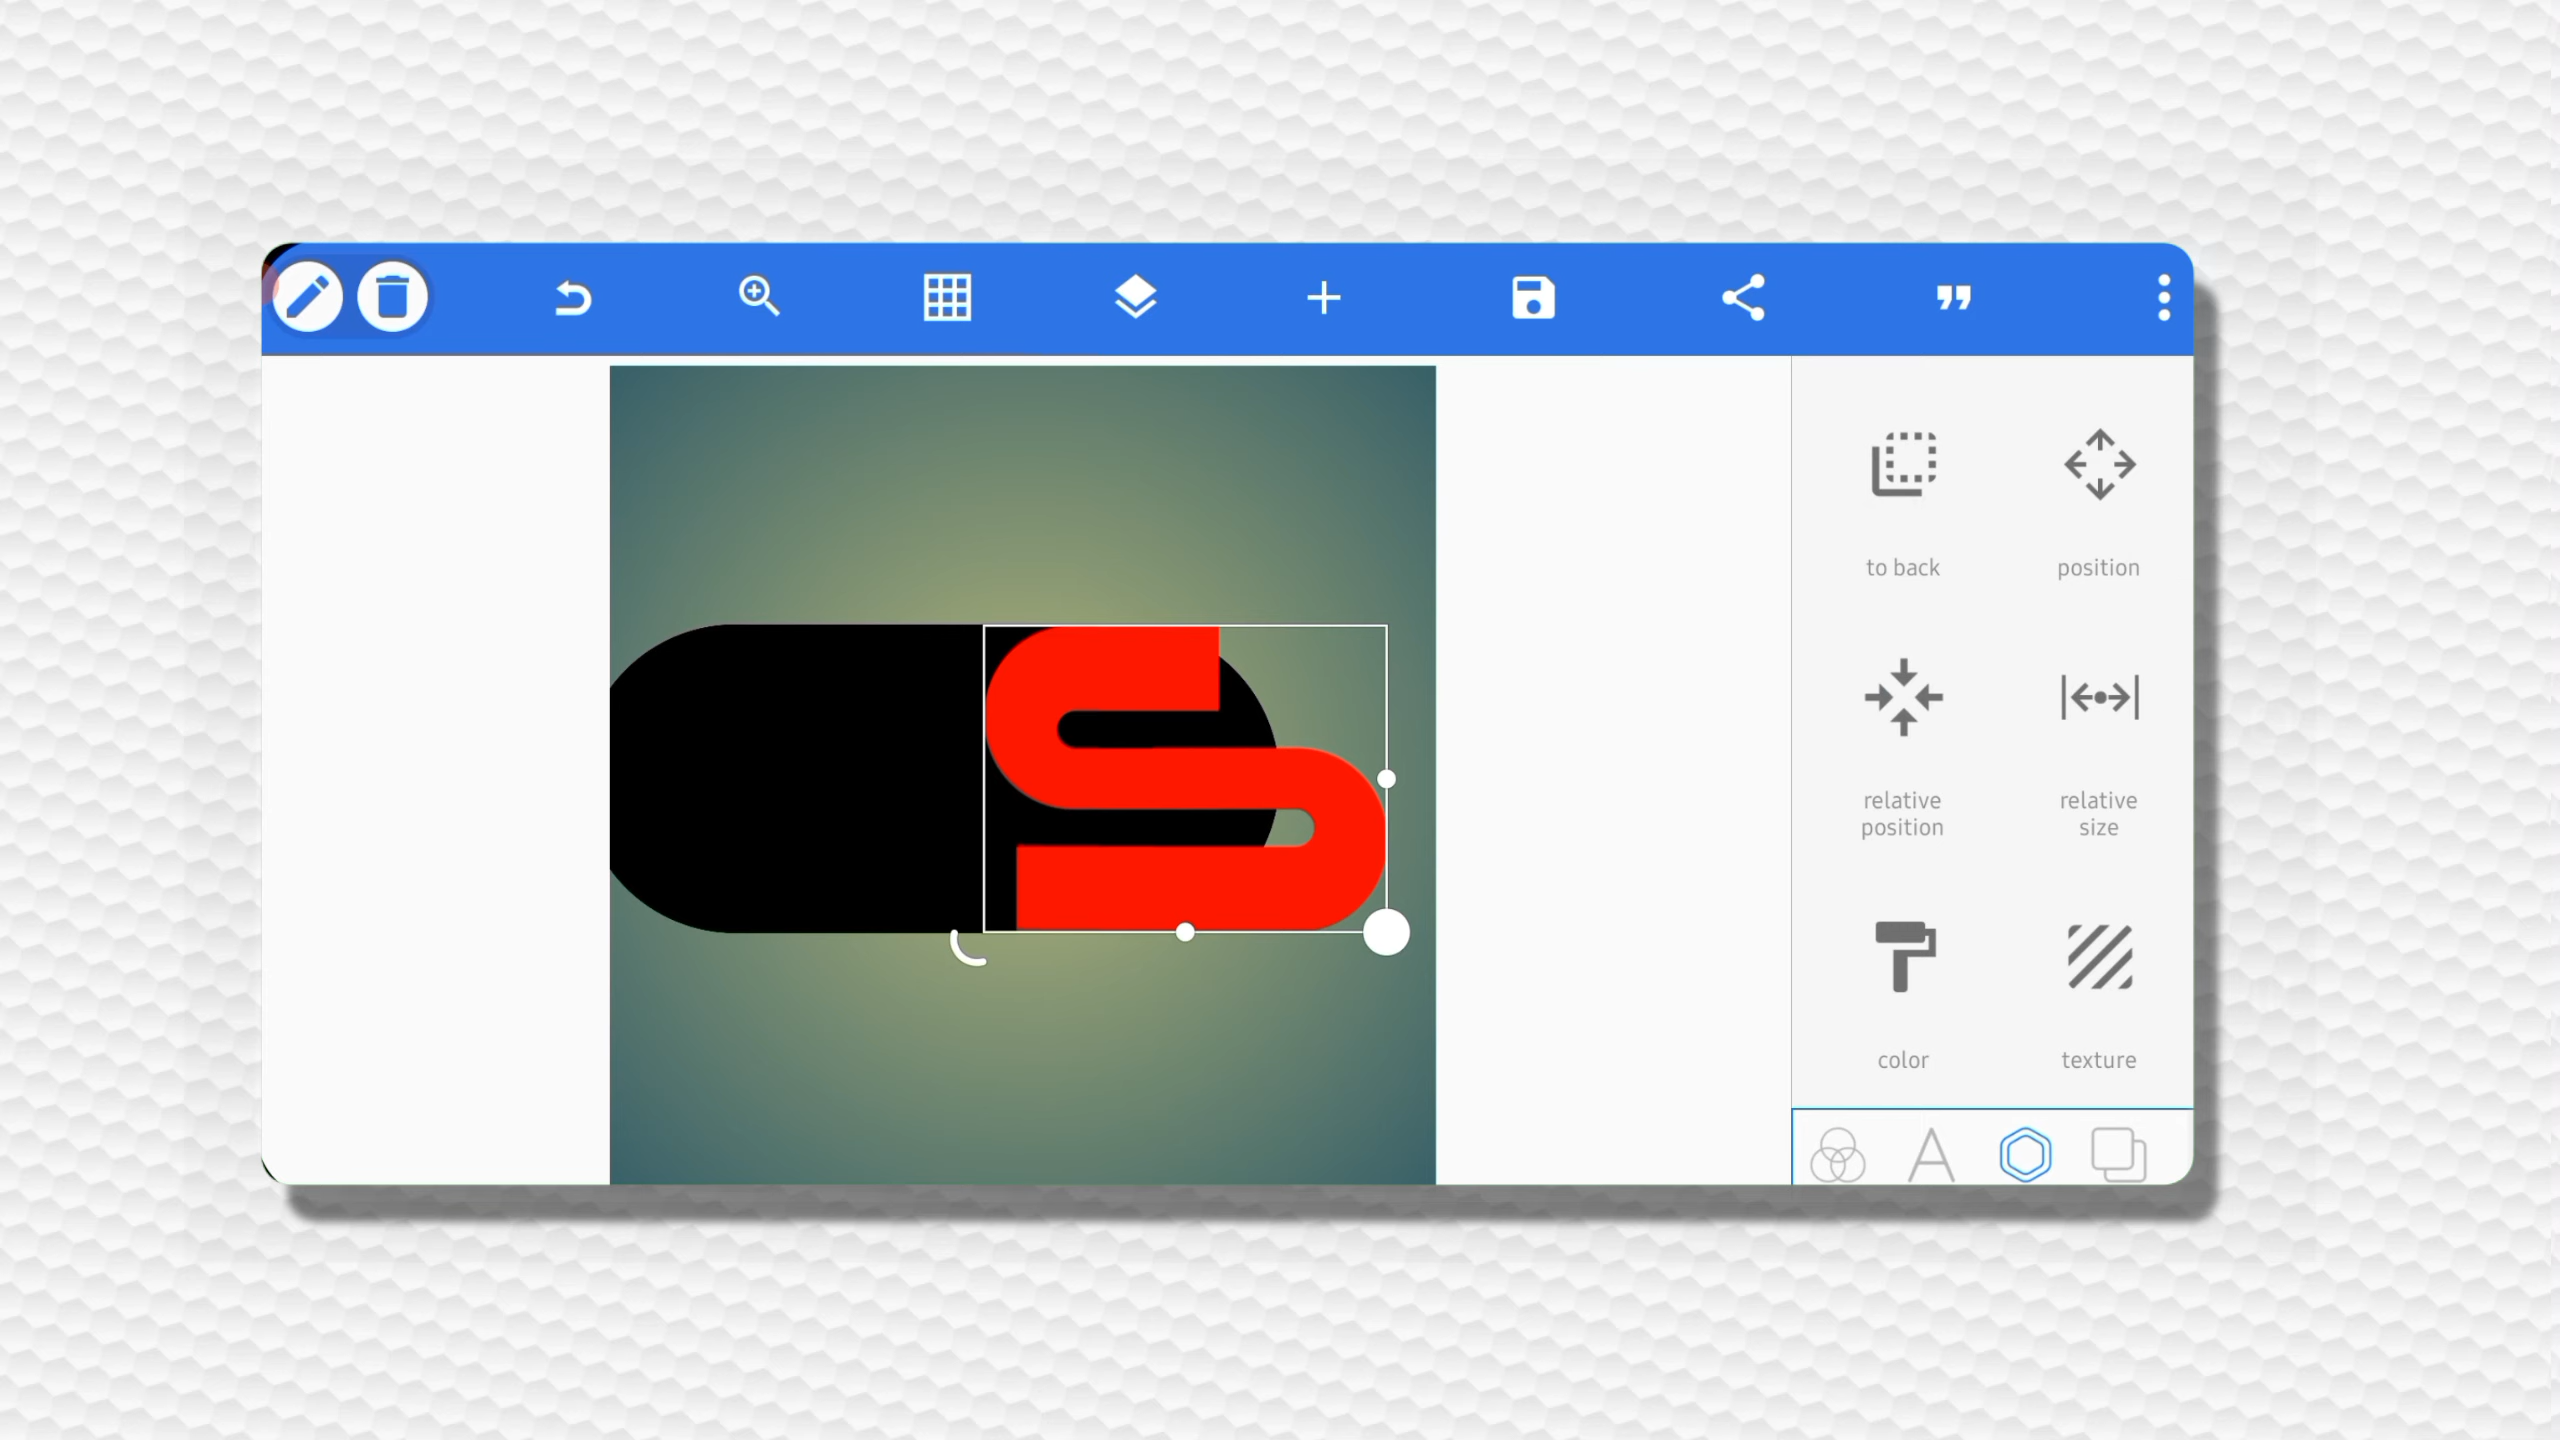 S
to back
position
relative
position
relative
size
color
texture